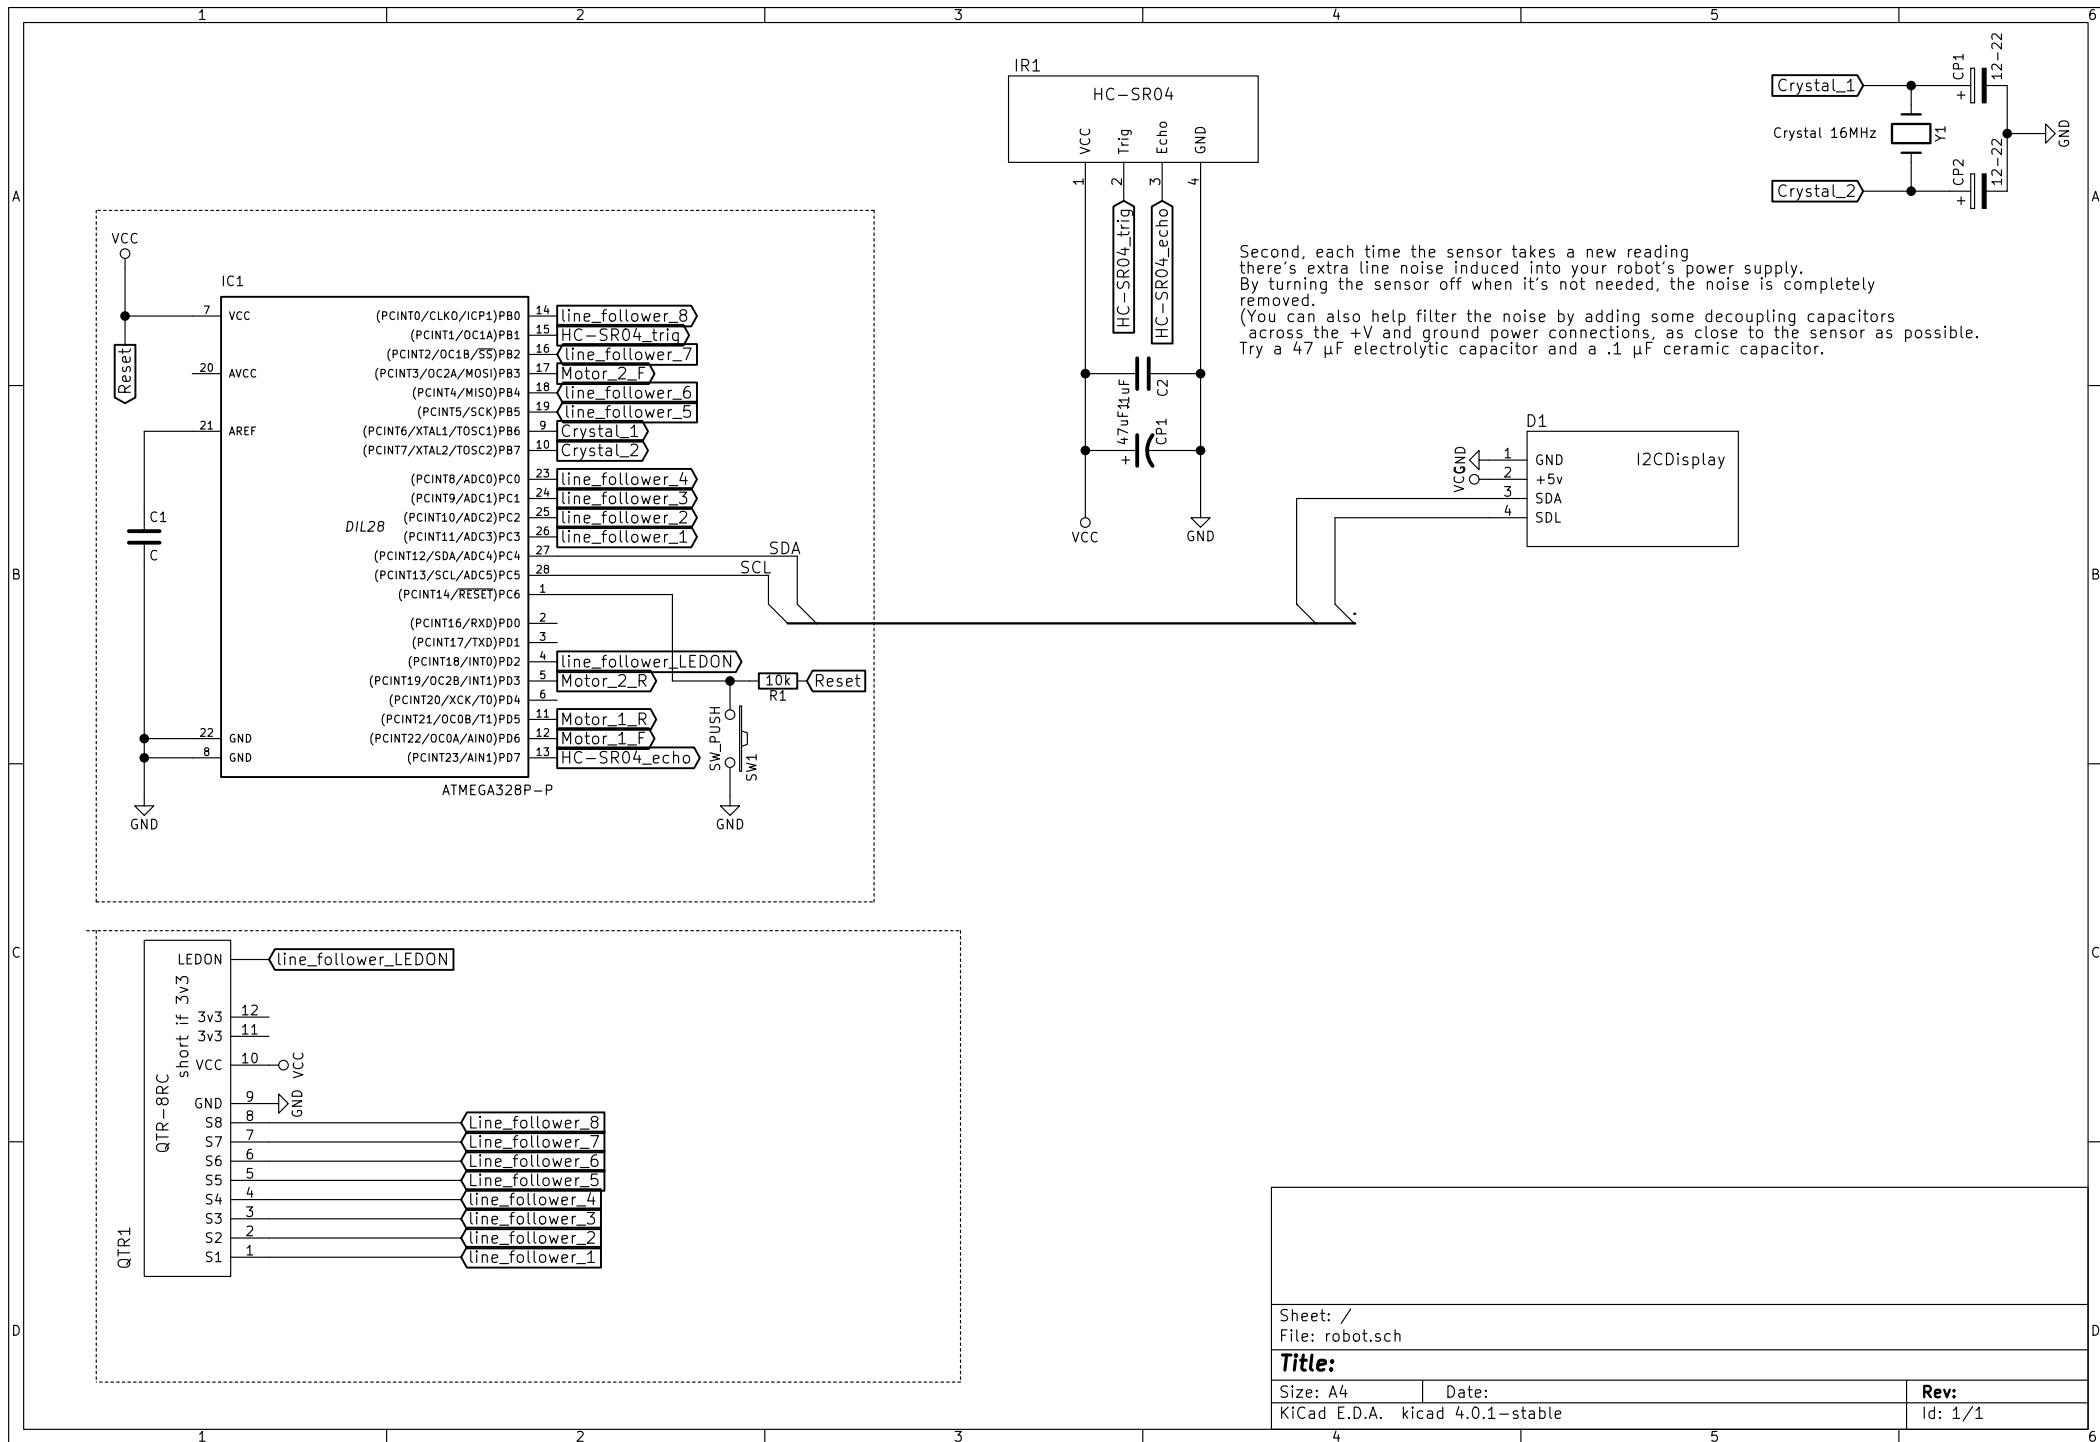 1 2 3 4 5 6
A A
B B
C C
D D
IR1
HC-SR04
VCC Trig Echo GND
1 2 3 4
HC-SR04_trig
HC-SR04_echo
C2
47uF
CP1
+
VCC
GND
Crystal_1
Crystal_2
Crystal 16MHz
Y1
CP1
12-22
+
CP2
12-22
+
GND
Second, each time the sensor takes a new reading
there's extra line noise induced into your robot's power supply.
By turning the sensor off when it's not needed, the noise is completely
removed.
(You can also help filter the noise by adding some decoupling capacitors
across the +V and ground power connections, as close to the sensor as possible.
Try a 47 µF electrolytic capacitor and a .1 µF ceramic capacitor.
VCC
Reset
IC1
7 VCC
20 AVCC
21 AREF
22 GND
8 GND
C1
C
GND
DIL28
(PCINT0/CLKO/ICP1)PB0 14 line_follower_8
(PCINT1/OC1A)PB1 15 HC-SR04_trig
(PCINT2/OC1B/SS)PB2 16 line_follower_7
(PCINT3/OC2A/MOSI)PB3 17 Motor_2_F
(PCINT4/MISO)PB4 18 line_follower_6
(PCINT5/SCK)PB5 19 line_follower_5
(PCINT6/XTAL1/TOSC1)PB6 9 Crystal_1
(PCINT7/XTAL2/TOSC2)PB7 10 Crystal_2
(PCINT8/ADC0)PC0 23 line_follower_4
(PCINT9/ADC1)PC1 24 line_follower_3
(PCINT10/ADC2)PC2 25 line_follower_2
(PCINT11/ADC3)PC3 26 line_follower_1
(PCINT12/SDA/ADC4)PC4 27 SDA
(PCINT13/SCL/ADC5)PC5 28 SCL
(PCINT14/RESET)PC6 1
(PCINT16/RXD)PD0 2
(PCINT17/TXD)PD1 3
(PCINT18/INT0)PD2 4 line_follower_LEDON
(PCINT19/OC2B/INT1)PD3 5 Motor_2_R
(PCINT20/XCK/T0)PD4 6
(PCINT21/OC0B/T1)PD5 11 Motor_1_R
(PCINT22/OC0A/AIN0)PD6 12 Motor_1_F
(PCINT23/AIN1)PD7 13 HC-SR04_echo
ATMEGA328P-P
10k
R1
Reset
SW_PUSH
SW1
GND
D1
I2CDisplay
GND 1 GND
VCC 2 +5v
3 SDA
4 SDL
QTR1
QTR-8RC
short if 3v3
LEDON line_follower_LEDON
3v3 12
3v3 11
VCC 10 VCC
GND 9 GND
S8 8 Line_follower_8
S7 7 Line_follower_7
S6 6 Line_follower_6
S5 5 Line_follower_5
S4 4 line_follower_4
S3 3 line_follower_3
S2 2 line_follower_2
S1 1 line_follower_1
Sheet: /
File: robot.sch
Title:
Size: A4 Date: Rev:
KiCad E.D.A. kicad 4.0.1-stable Id: 1/1
1 2 3 4 5 6